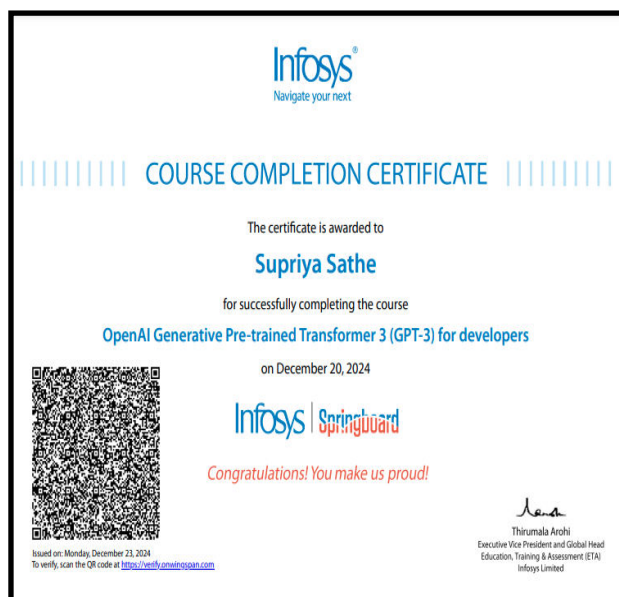 Infosys®
Navigate your next
COURSE COMPLETION CERTIFICATE
The certificate is awarded to
Supriya Sathe
for successfully completing the course
OpenAI Generative Pre-trained Transformer 3 (GPT-3) for developers
on December 20, 2024
Infosys | Springboard
Congratulations! You make us proud!
Issued on: Monday, December 23, 2024
To verify, scan the QR code at https://verify.onwingspan.com
Thirumala Arohi
Executive Vice President and Global Head
Education, Training & Assessment (ETA)
Infosys Limited